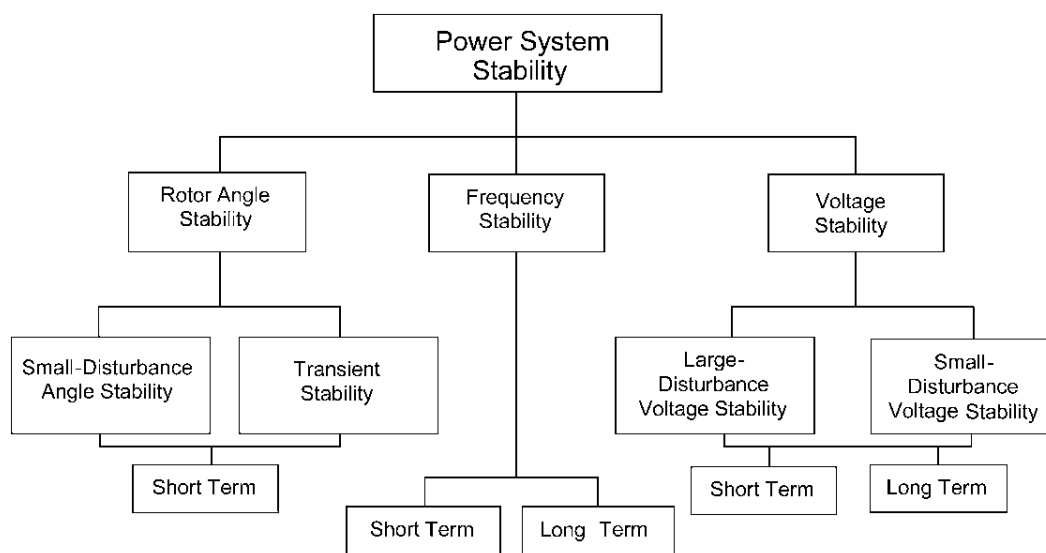 Power System
Stability
Rotor Angle
Stability
Frequency
Stability
Voltage
Stability
Small-Disturbance
Angle Stability
Transient
Stability
Large-
Disturbance
Voltage Stability
Small-
Disturbance
Voltage Stability
Short Term
Short Term
Long Term
Short Term
Long Term